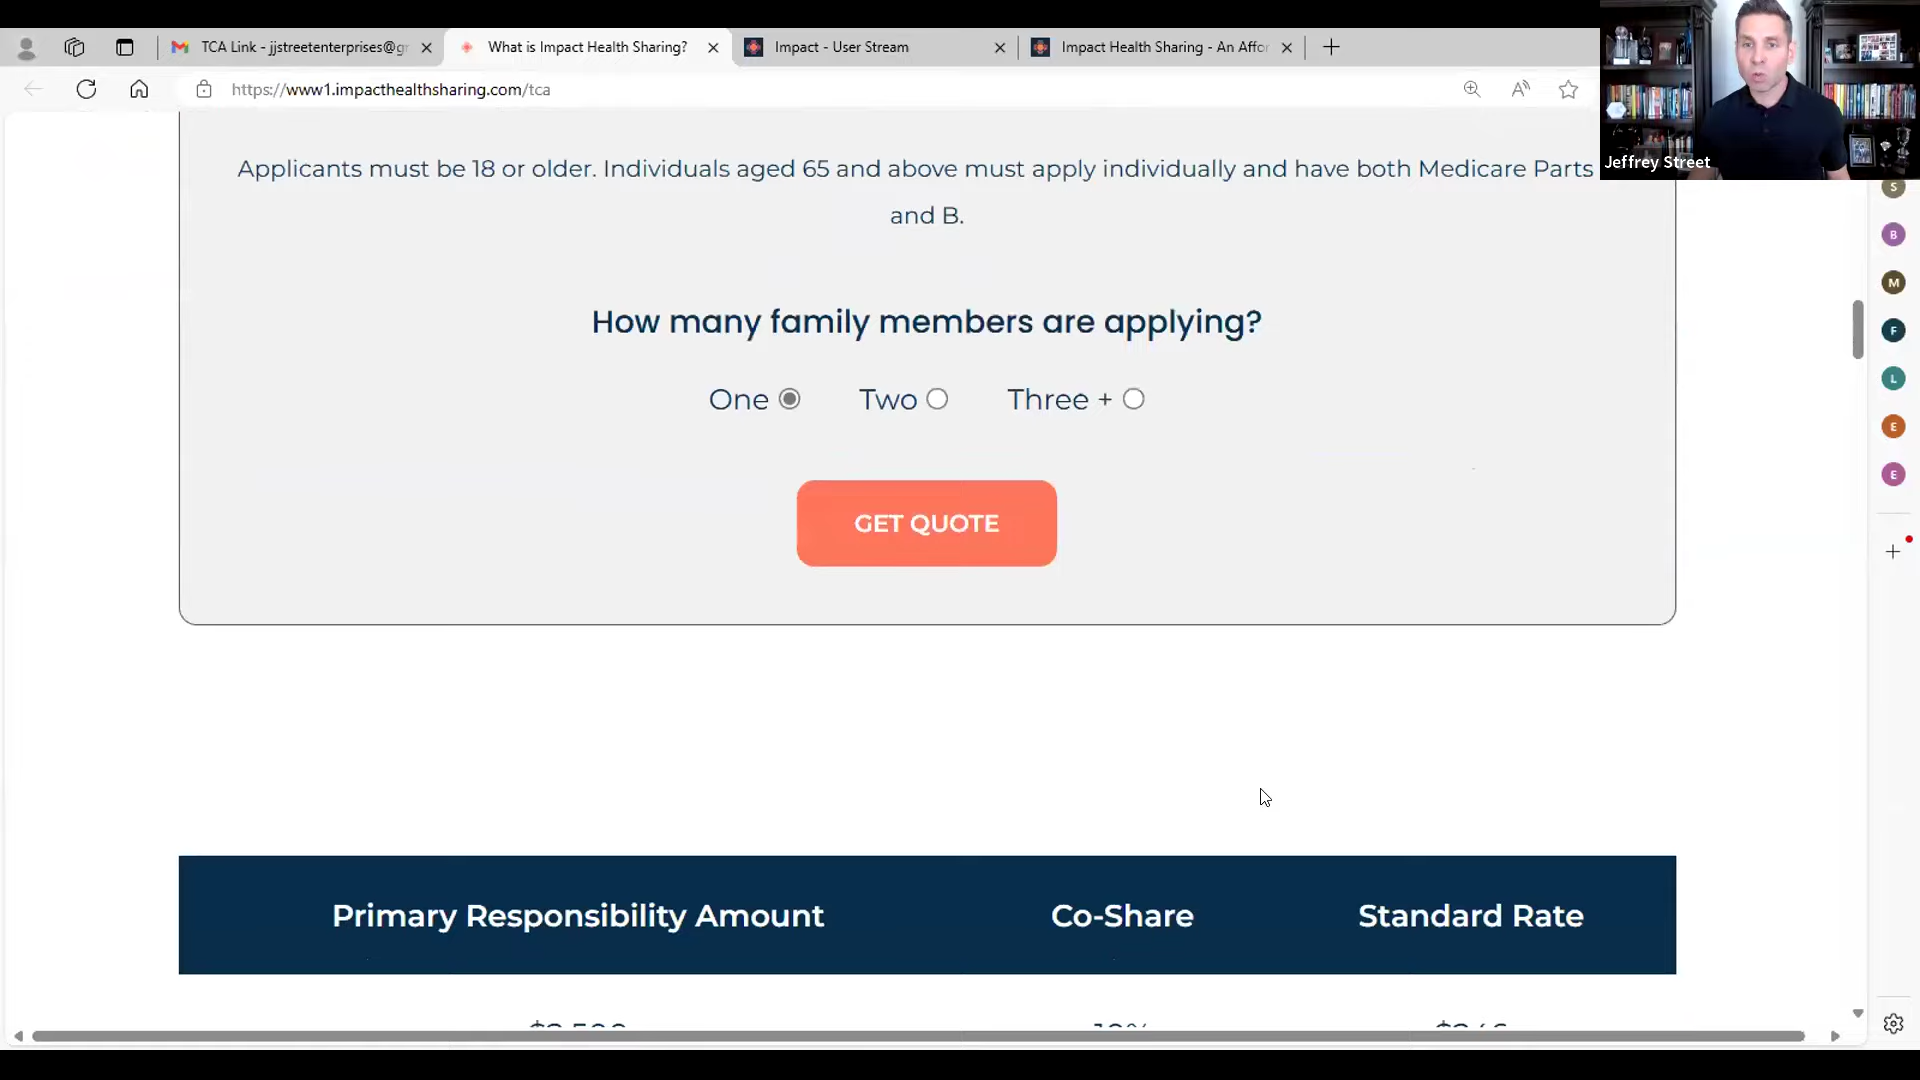 TCA Link - jjstreetenterprises@g
What is Impact Health Sharing?
Impact - User Stream
Impact Health Sharing - An Affo
https://www1.impacthealthsharing.com/tca
Jeffrey Street
Applicants must be 18 or older. Individuals aged 65 and above must apply individually and have both Medicare Parts
and B.
How many family members are applying?
One Two Three +
GET QUOTE
Primary Responsibility Amount Co-Share Standard Rate
S
B
M
F
L
E
E